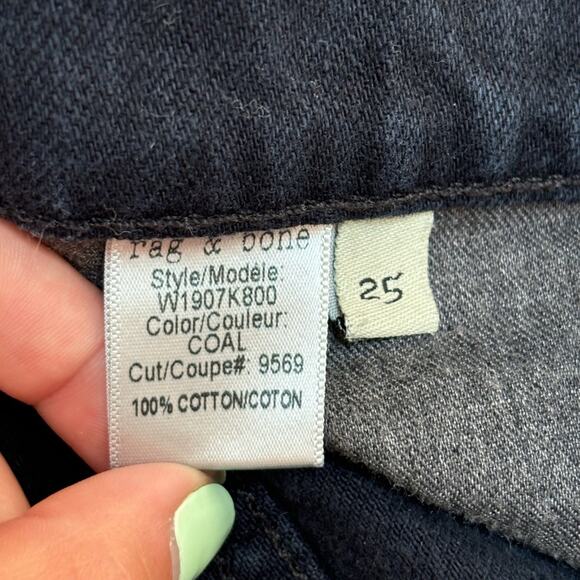 rag & bone
Style/Modèle:
W1907K800
Color/Couleur:
COAL
Cut/Coupe#: 9569
100% COTTON/COTON
25